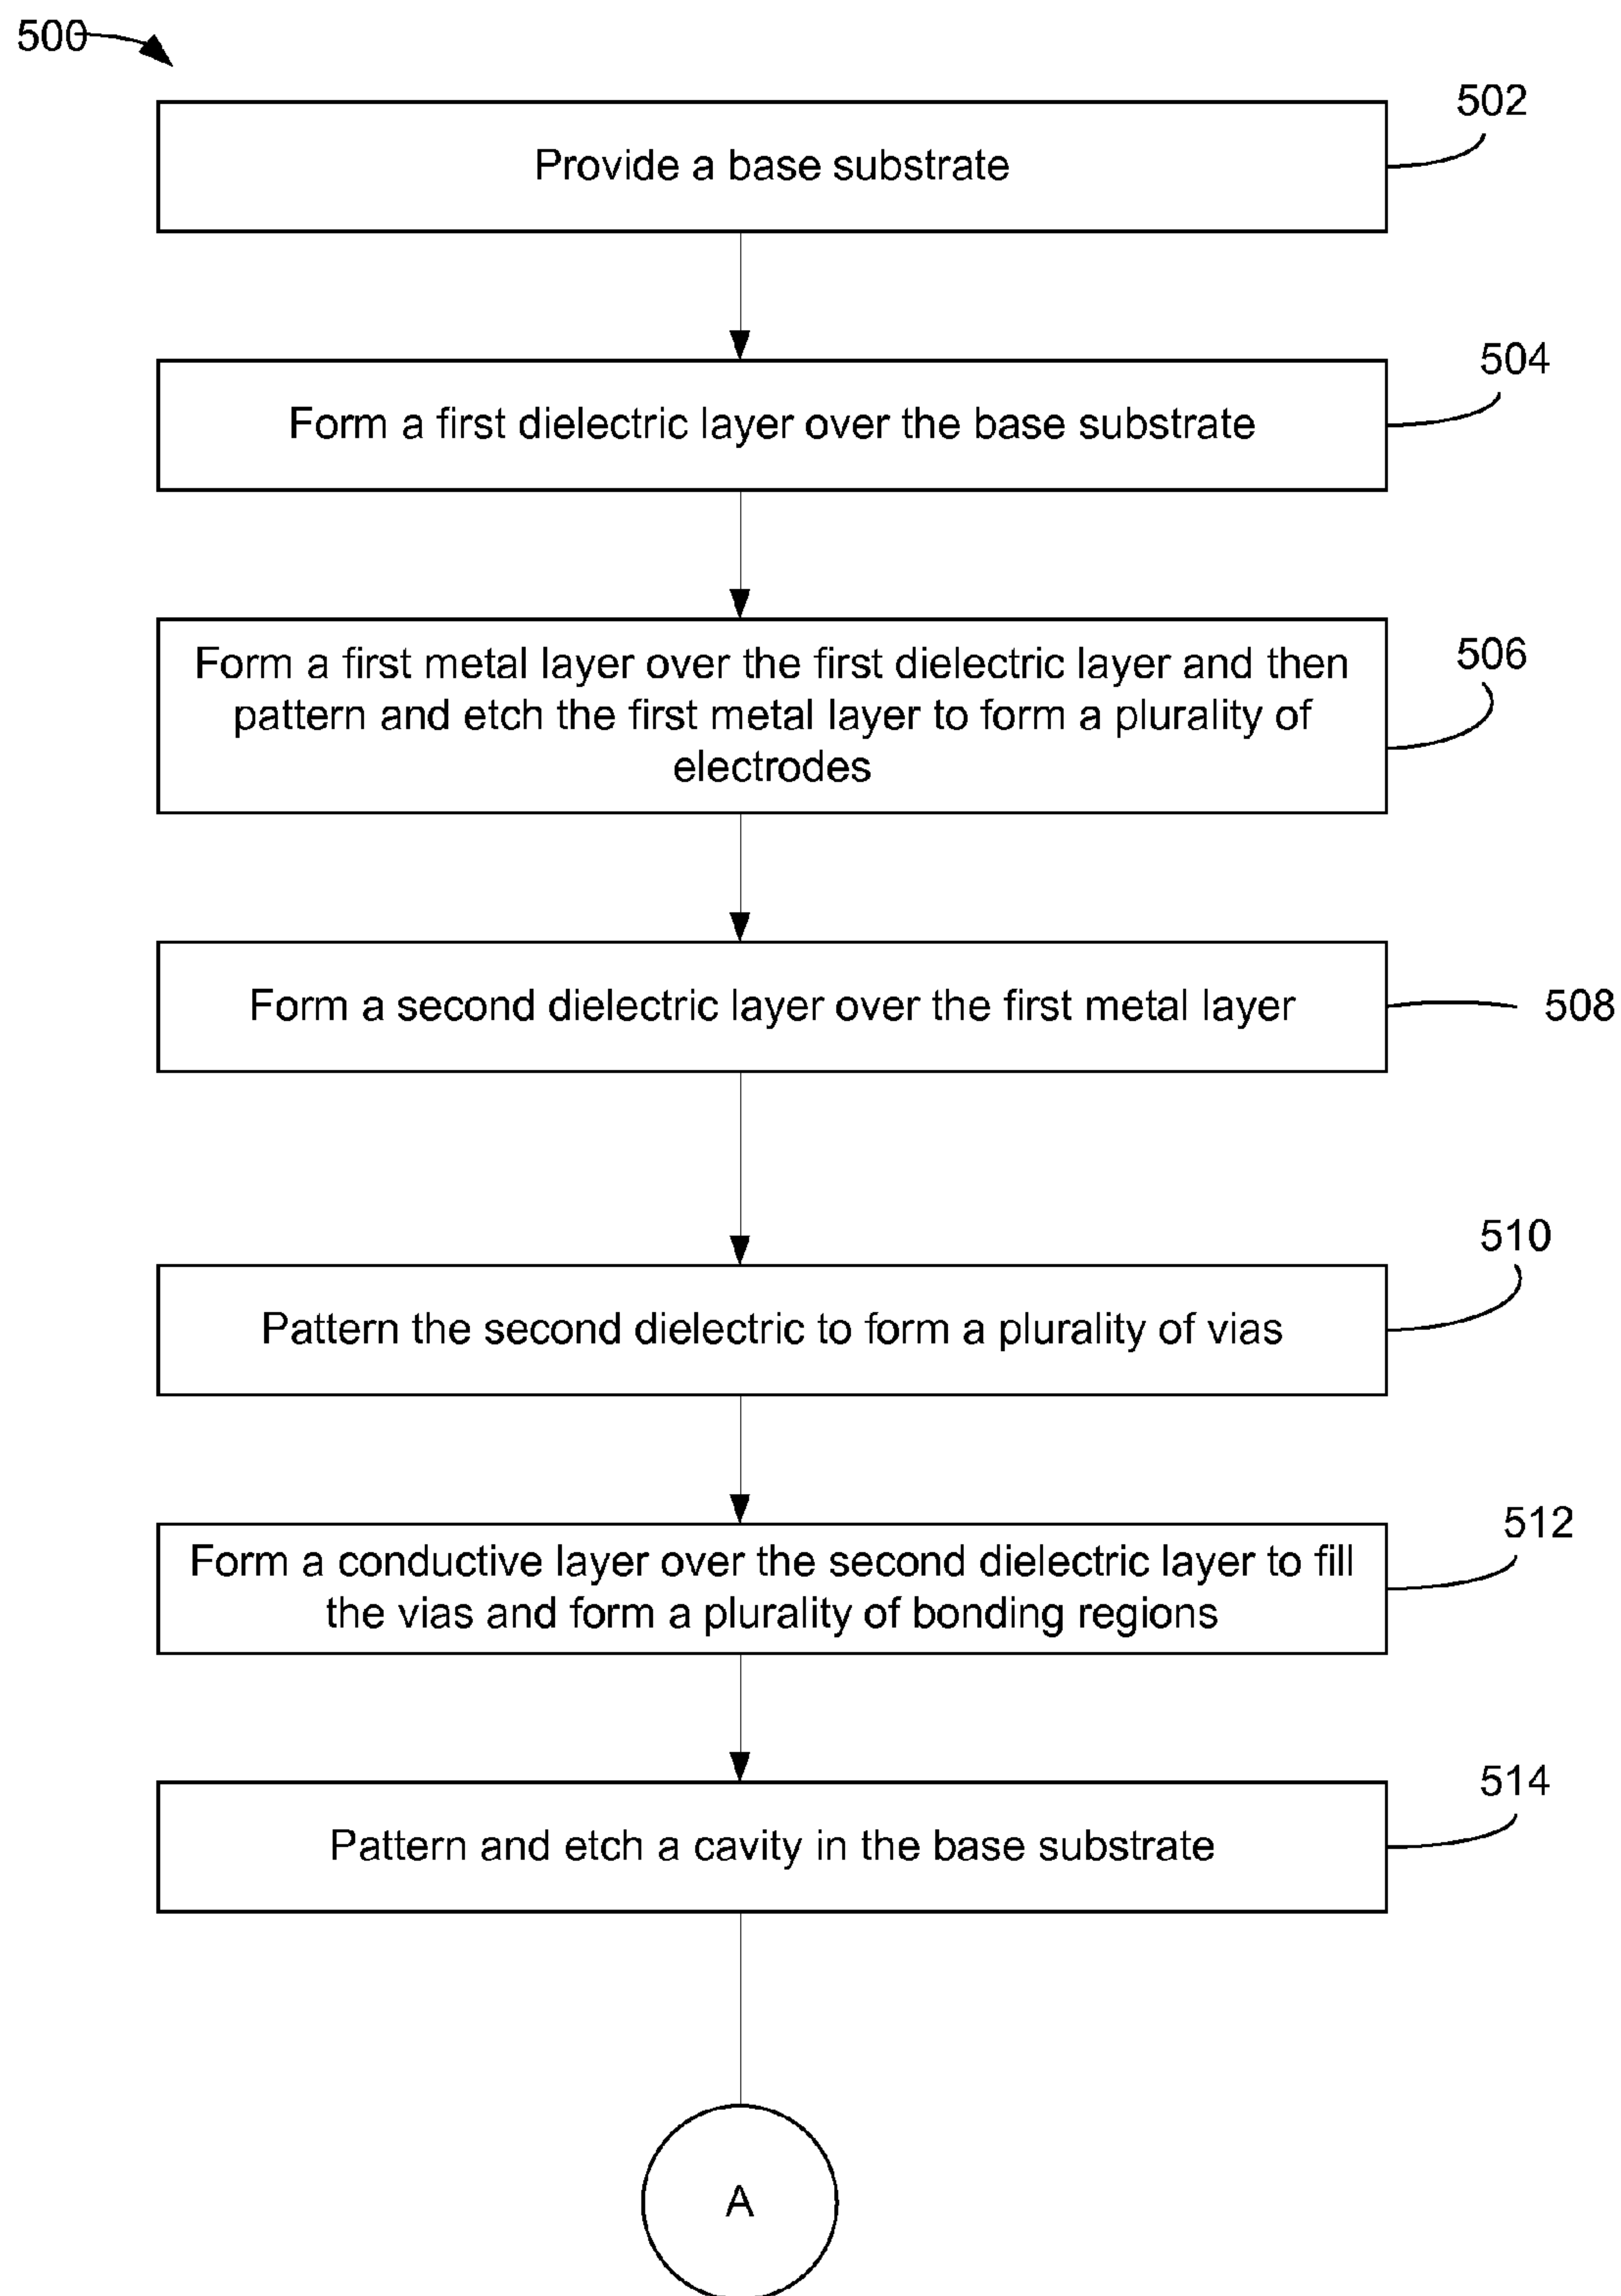 500
502
Provide a base substrate
504
Form a first dielectric layer over the base substrate
506
Form a first metal layer over the first dielectric layer and then
pattern and etch the first metal layer to form a plurality of
electrodes
508
Form a second dielectric layer over the first metal layer
510
Pattern the second dielectric to form a plurality of vias
512
Form a conductive layer over the second dielectric layer to fill
the vias and form a plurality of bonding regions
514
Pattern and etch a cavity in the base substrate
A